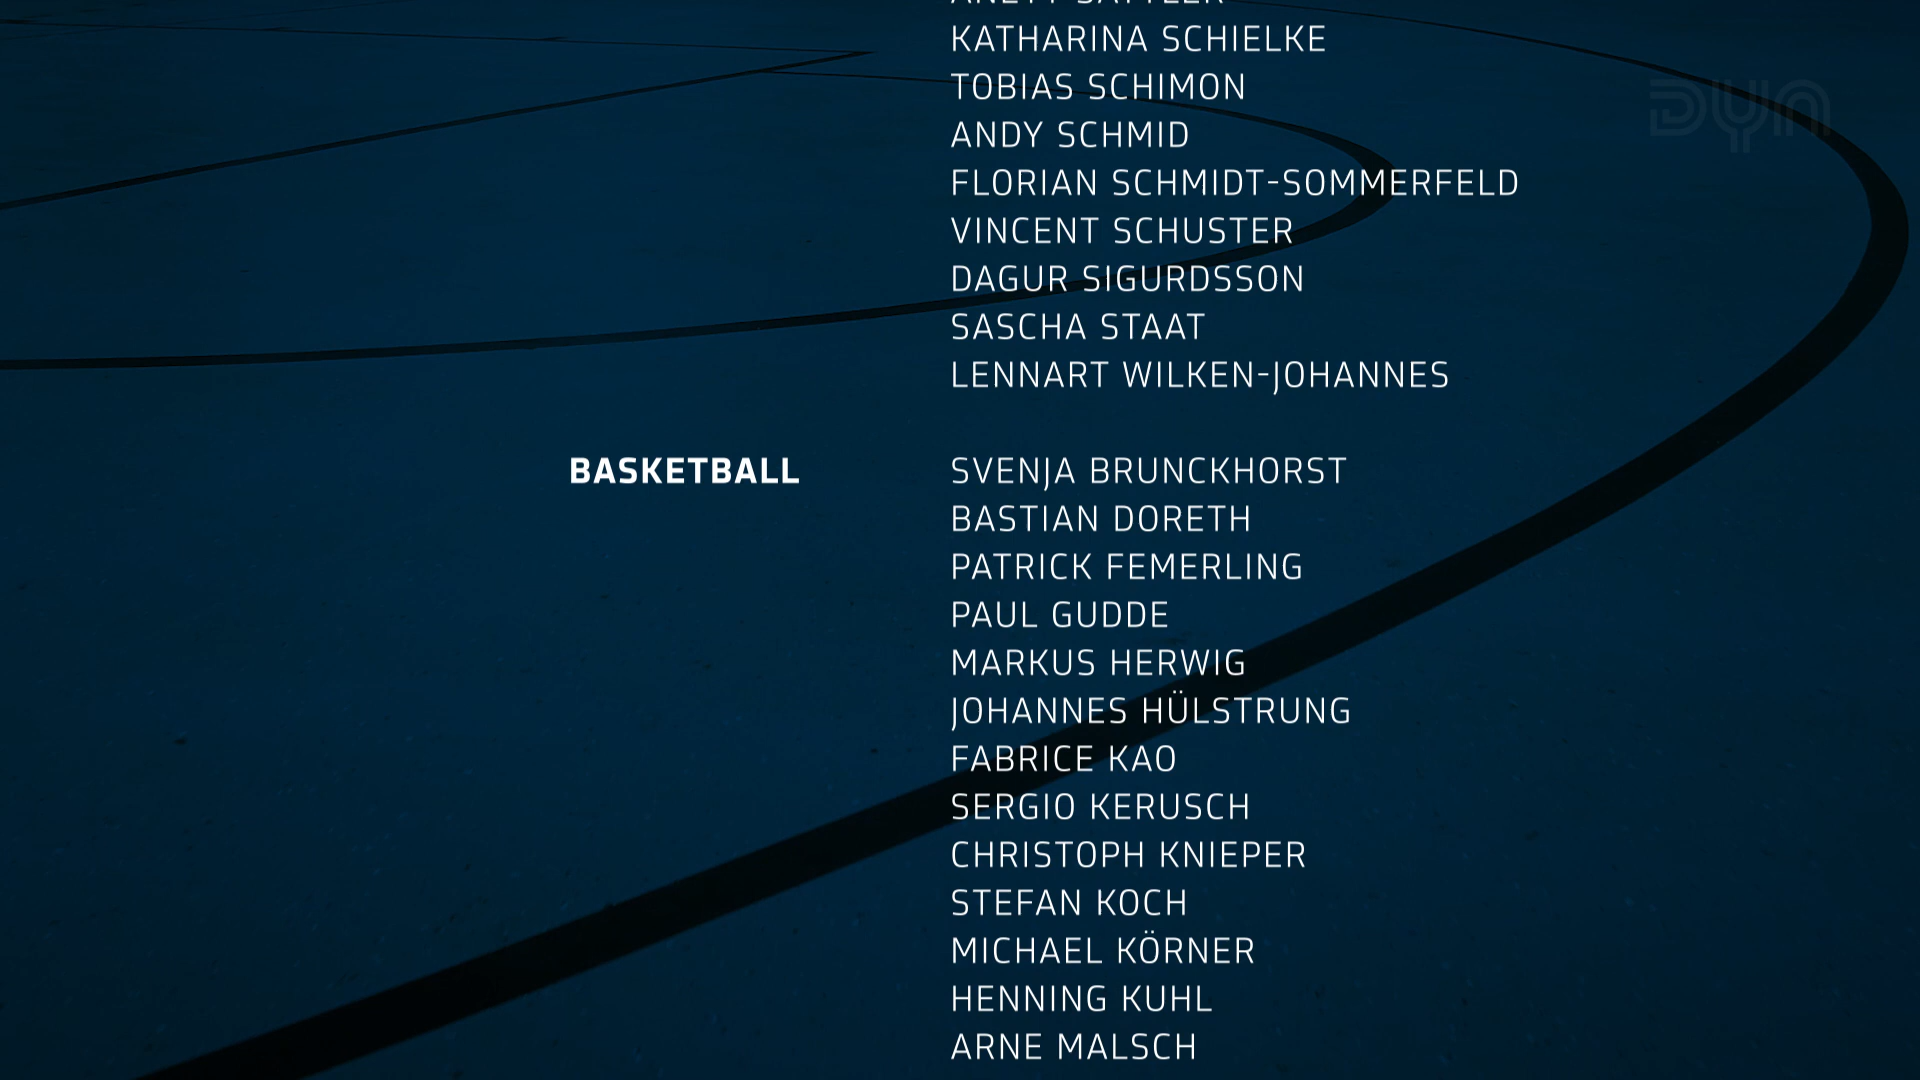 KATHARINA SCHIELKE
TOBIAS SCHIMON
DYN
ANDY SCHMID
FLORIAN SCHMIDT-SOMMERFELD
VINCENT SCHUSTER
DAGUR SIGURDSSON
SASCHA STAAT
LENNART WILKEN-JOHANNES
BASKETBALL SVENJA BRUNCKHORST
BASTIAN DORETH
PATRICK FEMERLING
PAUL GUDDE
MARKUS HERWIG
JOHANNES HÜLSTRUNG
FABRICE KAO
SERGIO KERUSCH
CHRISTOPH KNIEPER
STEFAN KOCH
MICHAEL KÖRNER
HENNING KUHL
ARNE MALSCH